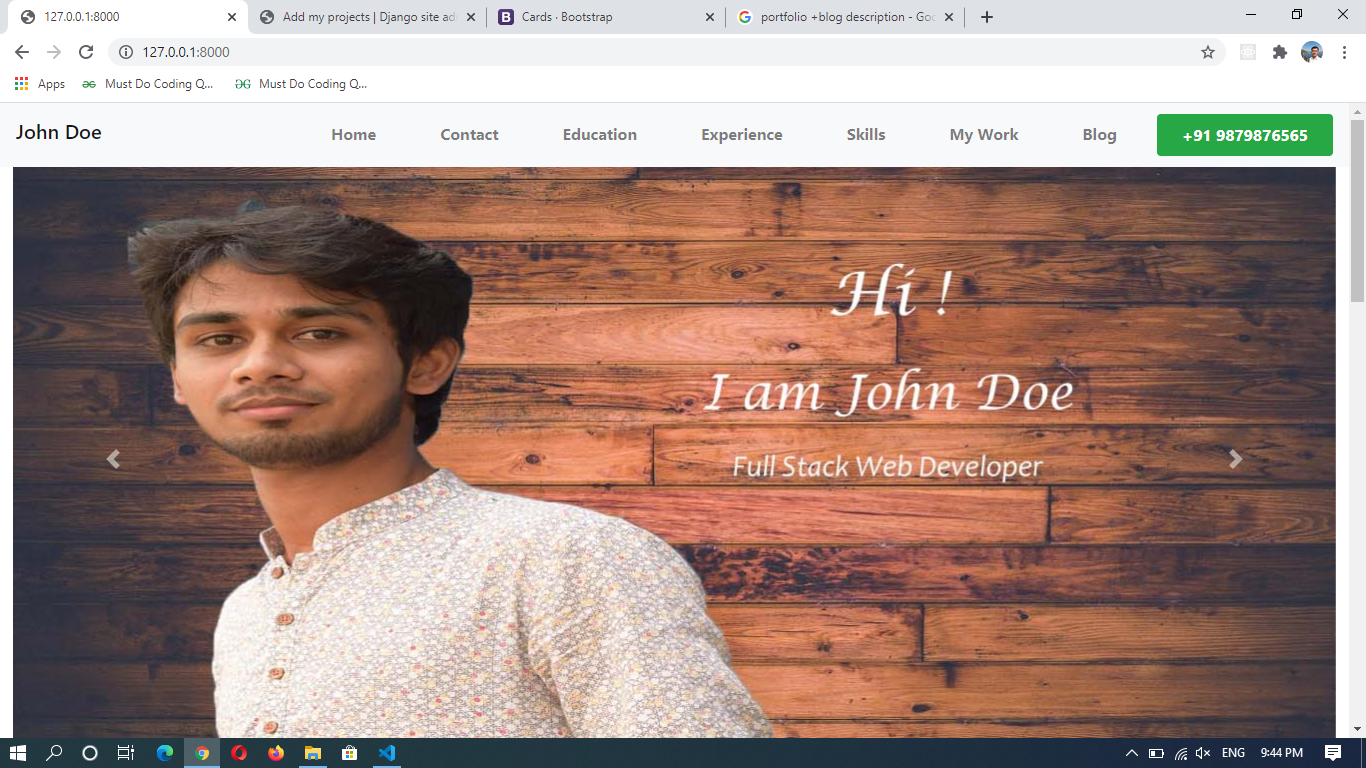 127.0.0.1:8000
Add my projects | Django site ad
Cards · Bootstrap
portfolio +blog description - Goo
127.0.0.1:8000
Apps
Must Do Coding Q...
Must Do Coding Q...
John Doe
Home
Contact
Education
Experience
Skills
My Work
Blog
+91 9879876565
Hi !
I am John Doe
Full Stack Web Developer
ENG
9:44 PM